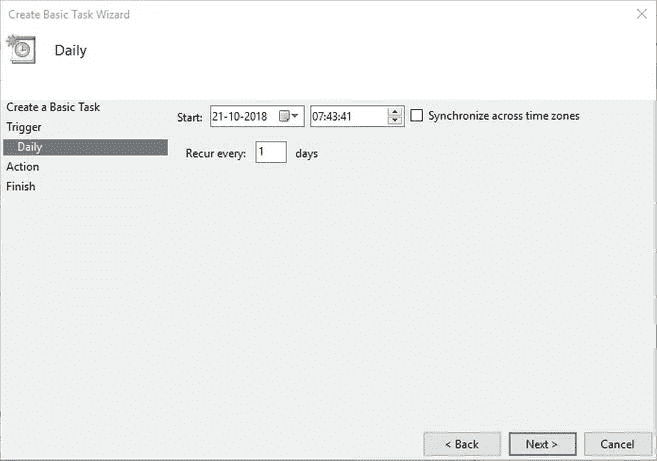 Create Basic Task Wizard
Daily
Create a Basic Task
Trigger
Daily
Action
Finish
Start: 21-10-2018 07:43:41 Synchronize across time zones
Recur every: 1 days
< Back Next > Cancel